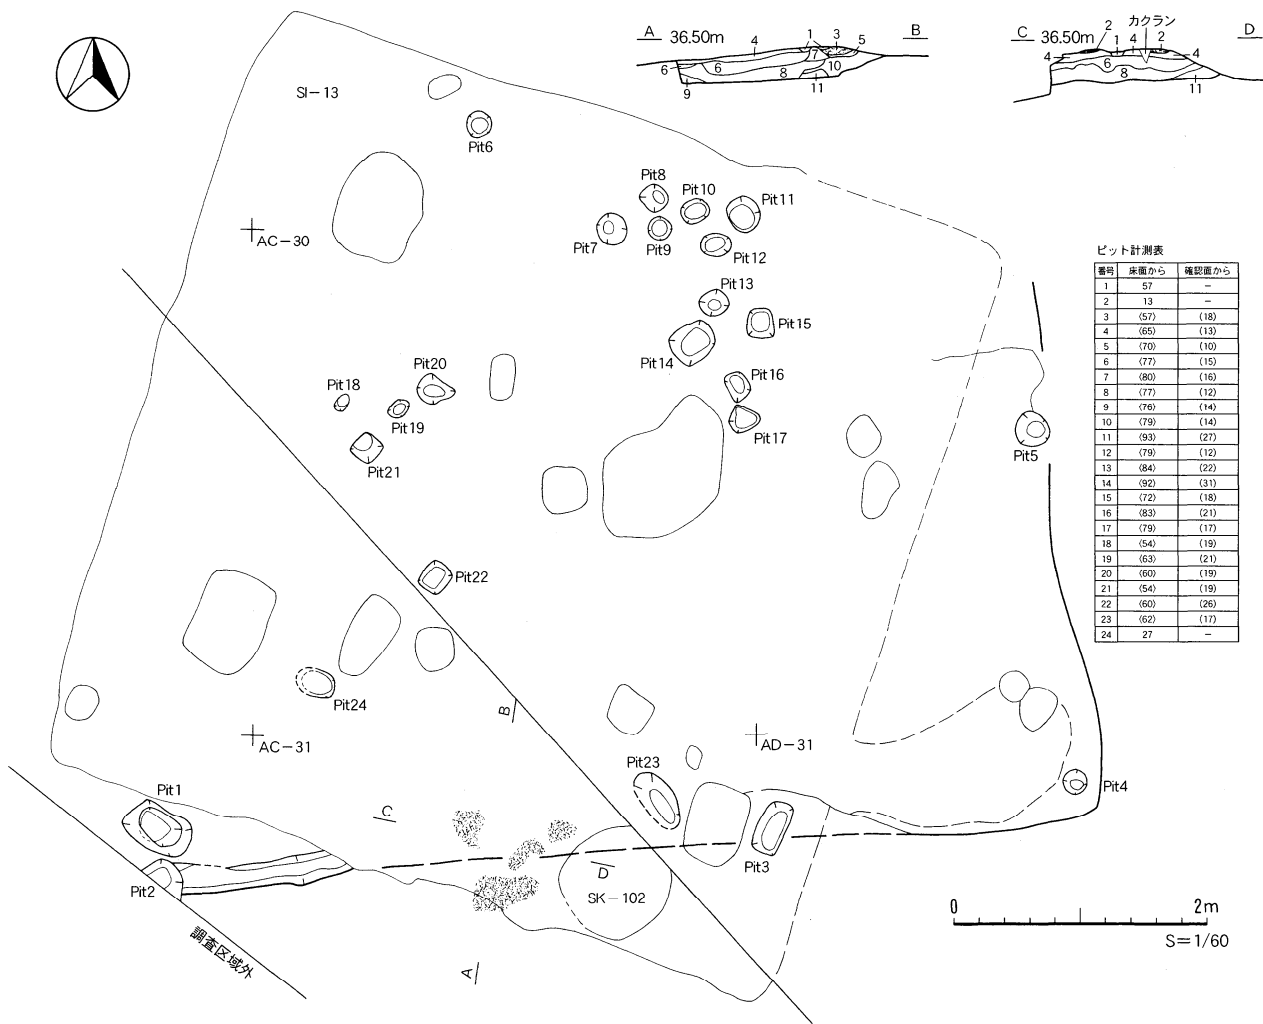 A 36.50m B
4 1 3 5
7
6 6 8 10
9 11
C 36.50m D
2 カクラン
1 4 2
4 4
6
8
11
SI-13
Pit6
Pit8
Pit10
Pit11
Pit7
Pit9
Pit12
AC-30
Pit13
Pit15
Pit14
Pit20
Pit18
Pit16
Pit19
Pit17
Pit21
Pit5
Pit22
Pit24
B
AC-31
AD-31
Pit23
Pit1
Pit4
C
Pit3
Pit2
D
SK-102
調査区域外
A
0 2m
S=1/60
ピット計測表
番号 床面から 確認面から
1 57 -
2 13 -
3 (57) (18)
4 (65) (13)
5 (70) (10)
6 (77) (15)
7 (80) (16)
8 (77) (12)
9 (76) (14)
10 (79) (14)
11 (93) (27)
12 (79) (12)
13 (84) (22)
14 (92) (31)
15 (72) (18)
16 (83) (21)
17 (79) (17)
18 (54) (19)
19 (63) (21)
20 (60) (19)
21 (54) (19)
22 (60) (26)
23 (62) (17)
24 27 -